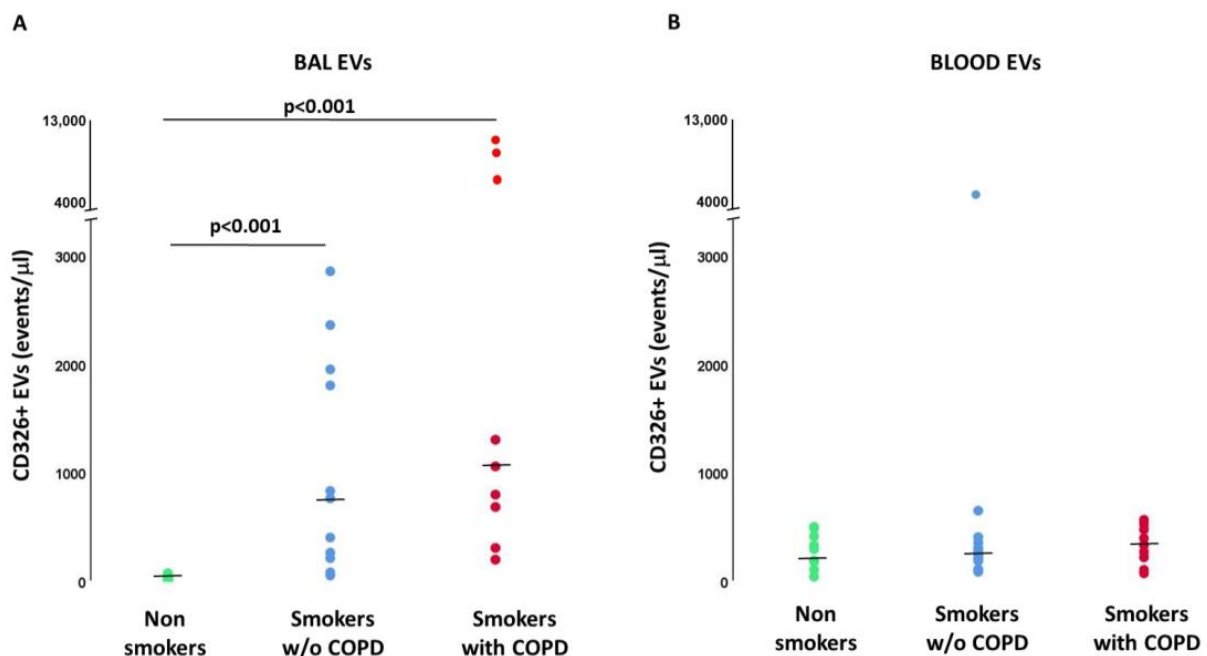 A
BAL EVs
p<0.001
13,000
4000
p<0.001
3000
2000
1000
0
CD326+ EVs (events/µl)
Non
smokers
Smokers
w/o COPD
Smokers
with COPD
B
BLOOD EVs
13,000
4000
3000
2000
1000
0
CD326+ EVs (events/µl)
Non
smokers
Smokers
w/o COPD
Smokers
with COPD